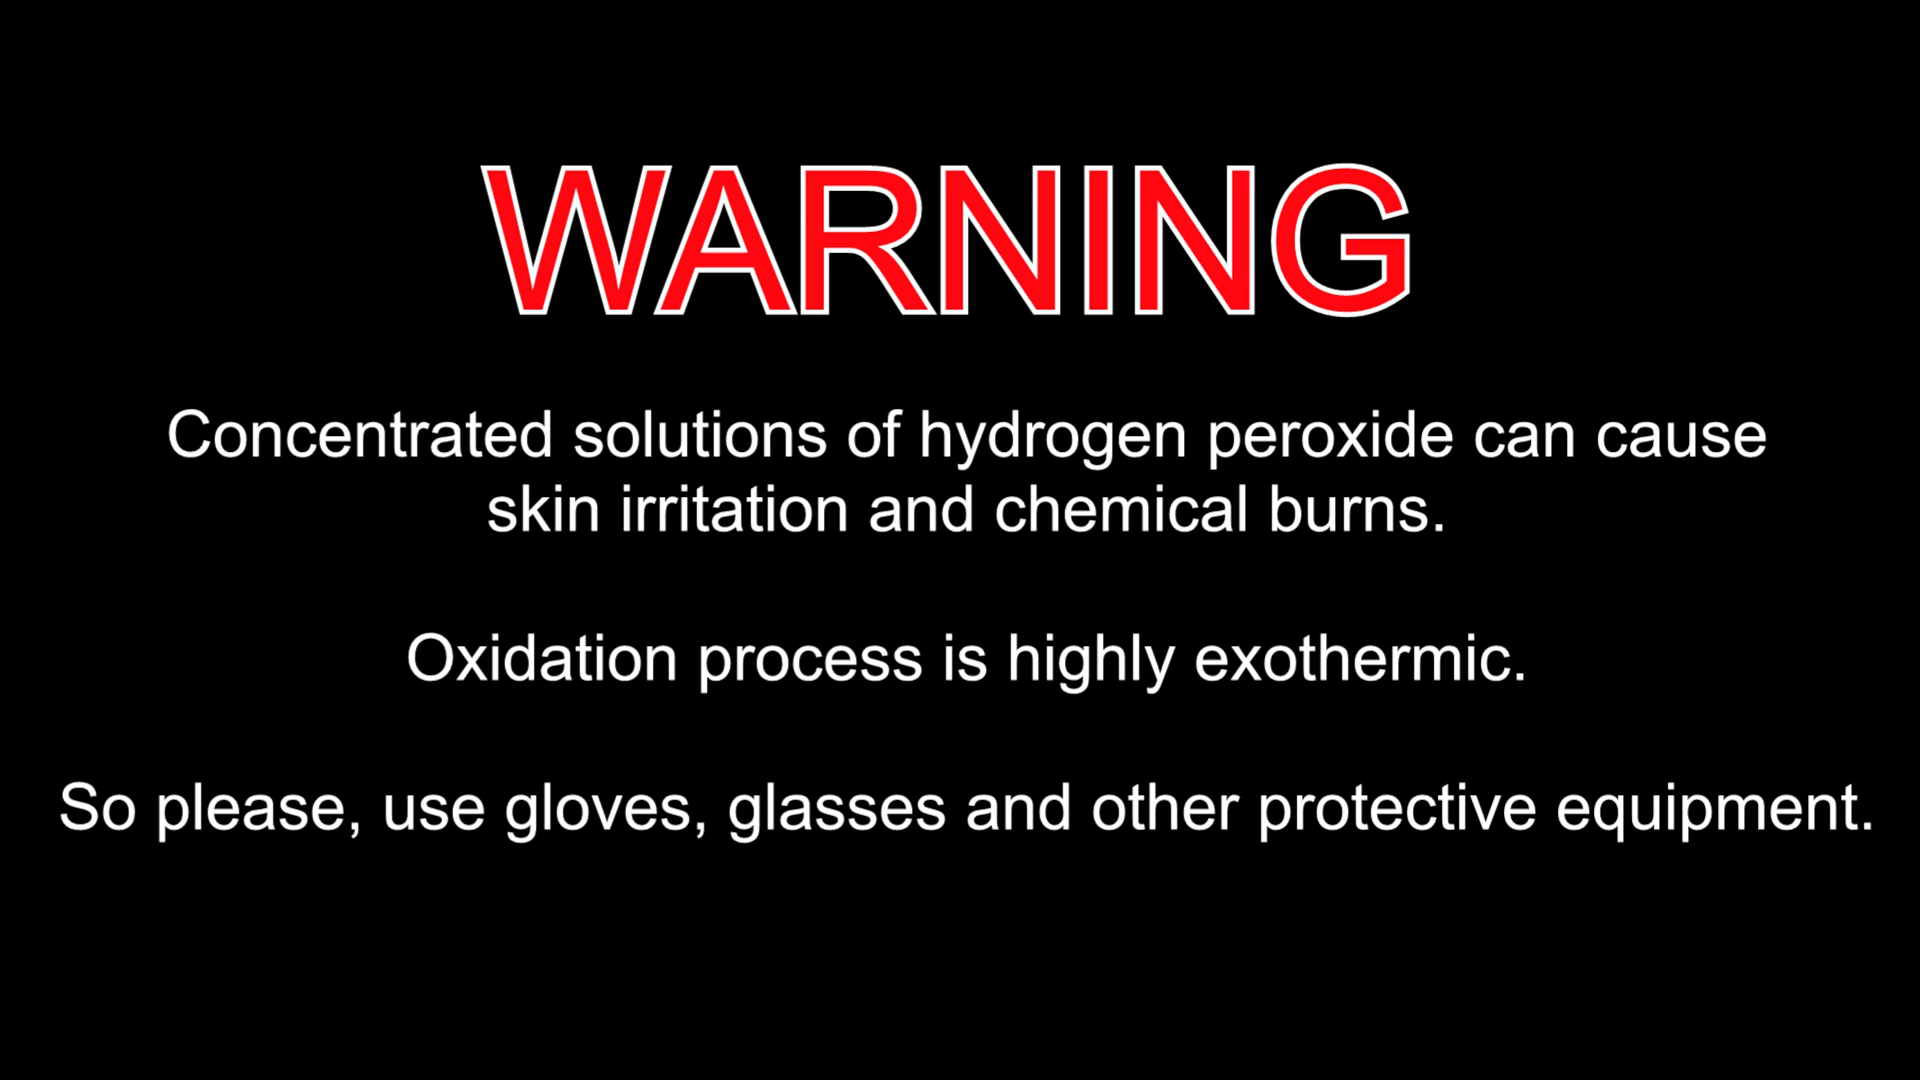 WARNING
Concentrated solutions of hydrogen peroxide can cause
skin irritation and chemical burns.
Oxidation process is highly exothermic.
So please, use gloves, glasses and other protective equipment.